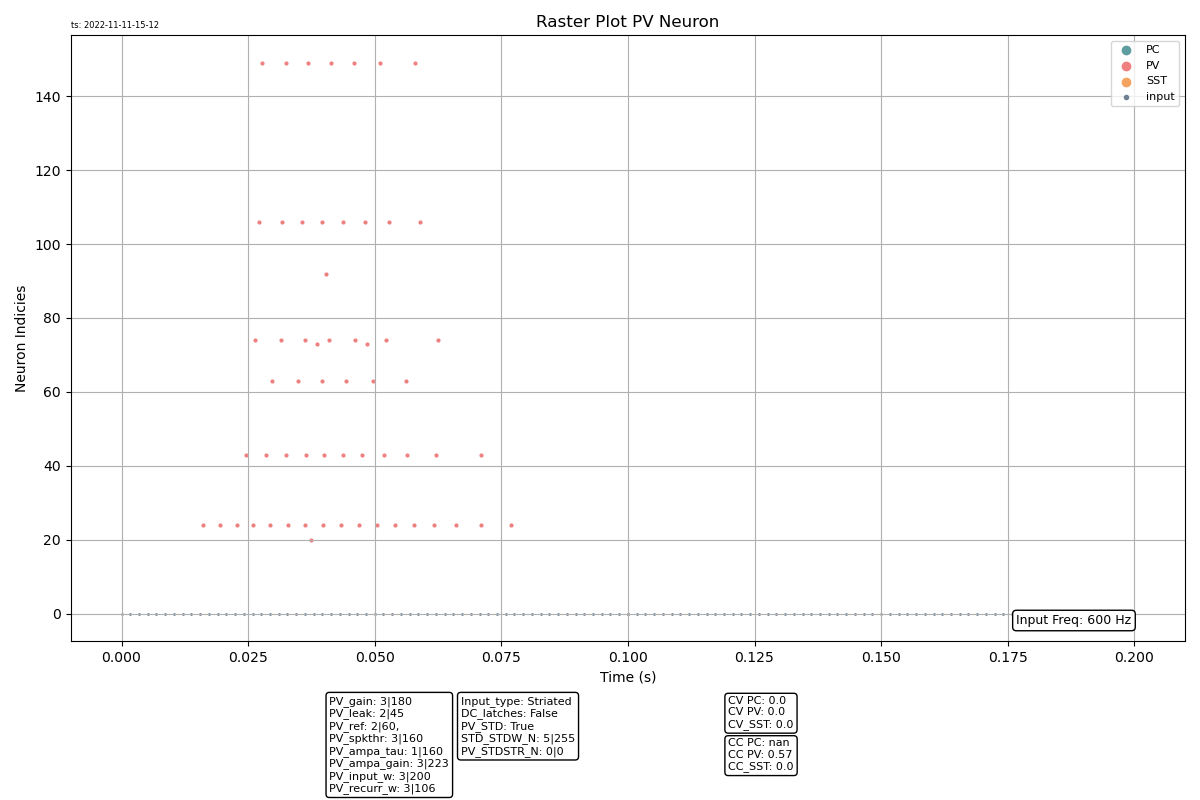 ts: 2022-11-11-15-12
Raster Plot PV Neuron
PC
PV
SST
input
Neuron Indicies
140
120
100
80
60
40
20
0
Input Freq: 600 Hz
0.000 0.025 0.050 0.075 0.100 0.125 0.150 0.175 0.200
Time (s)
PV_gain: 3|180
PV_leak: 2|45
PV_ref: 2|60,
PV_spkthr: 3|160
PV_ampa_tau: 1|160
PV_ampa_gain: 3|223
PV_input_w: 3|200
PV_recurr_w: 3|106
Input_type: Striated
DC_latches: False
PV_STD: True
STD_STDW_N: 5|255
PV_STDSTR_N: 0|0
CV PC: 0.0
CV PV: 0.0
CV_SST: 0.0
CC PC: nan
CC PV: 0.57
CC_SST: 0.0